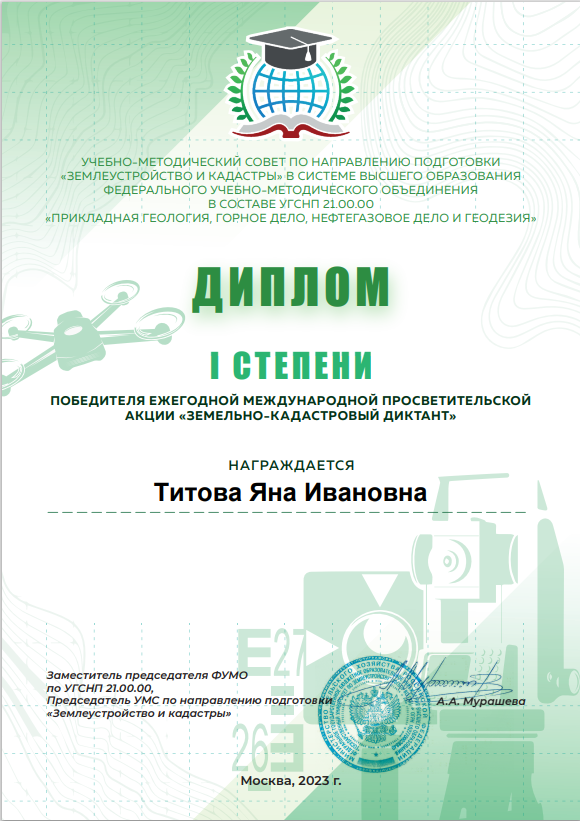 УЧЕБНО-МЕТОДИЧЕСКИЙ СОВЕТ ПО НАПРАВЛЕНИЮ ПОДГОТОВКИ
«ЗЕМЛЕУСТРОЙСТВО И КАДАСТРЫ» В СИСТЕМЕ ВЫСШЕГО ОБРАЗОВАНИЯ
ФЕДЕРАЛЬНОГО УЧЕБНО-МЕТОДИЧЕСКОГО ОБЪЕДИНЕНИЯ
В СОСТАВЕ УГСНП 21.00.00
«ПРИКЛАДНАЯ ГЕОЛОГИЯ, ГОРНОЕ ДЕЛО, НЕФТЕГАЗОВОЕ ДЕЛО И ГЕОДЕЗИЯ»
ДИПЛОМ
I СТЕПЕНИ
ПОБЕДИТЕЛЯ ЕЖЕГОДНОЙ МЕЖДУНАРОДНОЙ ПРОСВЕТИТЕЛЬСКОЙ
АКЦИИ «ЗЕМЕЛЬНО-КАДАСТРОВЫЙ ДИКТАНТ»
НАГРАЖДАЕТСЯ
Титова Яна Ивановна
27
26
Заместитель председателя ФУМО
по УГСНП 21.00.00,
Председатель УМС по направлению подготовки
«Землеустройство и кадастры»
А.А. Мурашева
Москва, 2023 г.